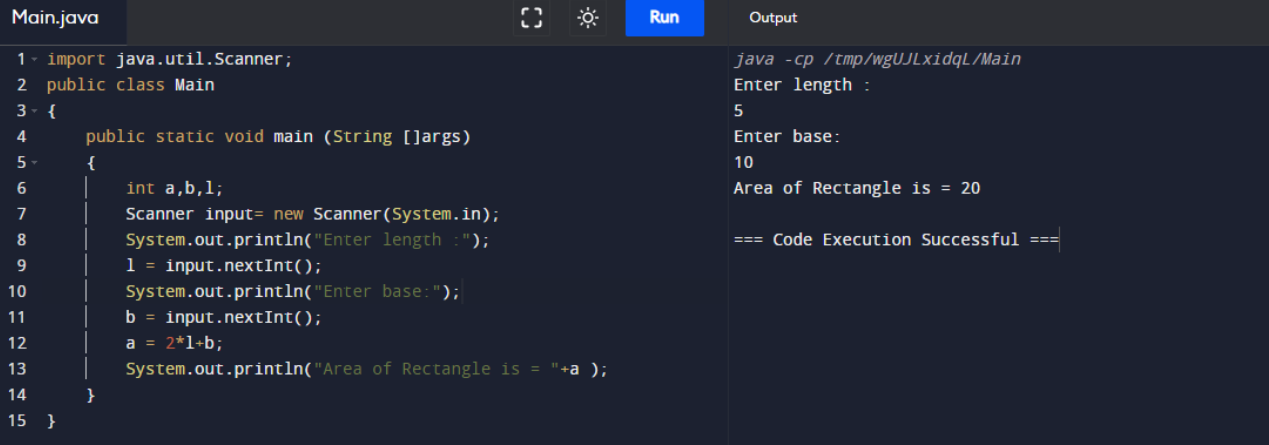 Main.java
Run
Output
1 import java.util.Scanner;
2 public class Main
3 {
4     public static void main (String []args)
5     {
6         int a,b,l;
7         Scanner input= new Scanner(System.in);
8         System.out.println("Enter length :");
9         l = input.nextInt();
10         System.out.println("Enter base:");
11         b = input.nextInt();
12         a = 2*l+b;
13         System.out.println("Area of Rectangle is = "+a );
14     }
15 }
java -cp /tmp/wgUJLxidqL/Main
Enter length :
5
Enter base:
10
Area of Rectangle is = 20
=== Code Execution Successful ===